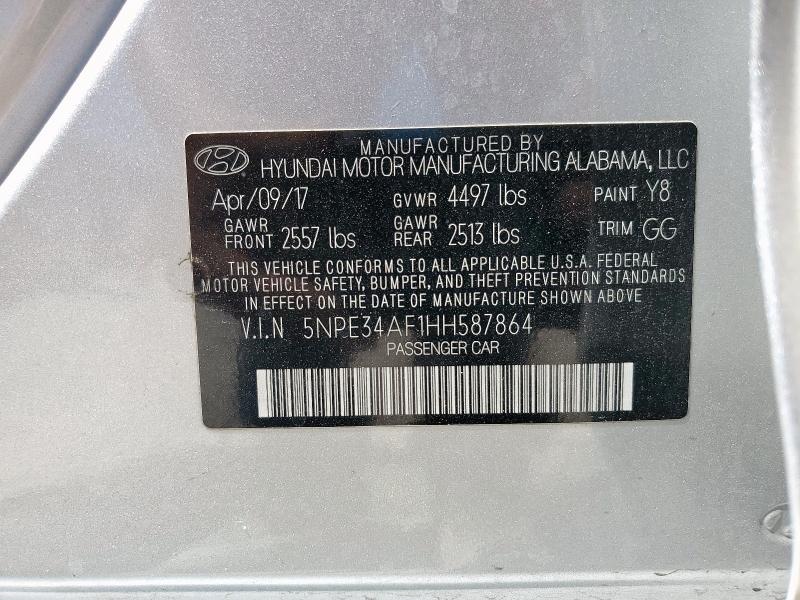 MANUFACTURED BY
HYUNDAI MOTOR MANUFACTURING ALABAMA, LLC
Apr/09/17 GVWR 4497 lbs PAINT Y8
GAWR FRONT 2557 lbs GAWR REAR 2513 lbs TRIM GG
THIS VEHICLE CONFORMS TO ALL APPLICABLE U.S.A. FEDERAL
MOTOR VEHICLE SAFETY, BUMPER, AND THEFT PREVENTION STANDARDS
IN EFFECT ON THE DATE OF MANUFACTURE SHOWN ABOVE
V.I.N 5NPE34AF1HH587864
PASSENGER CAR